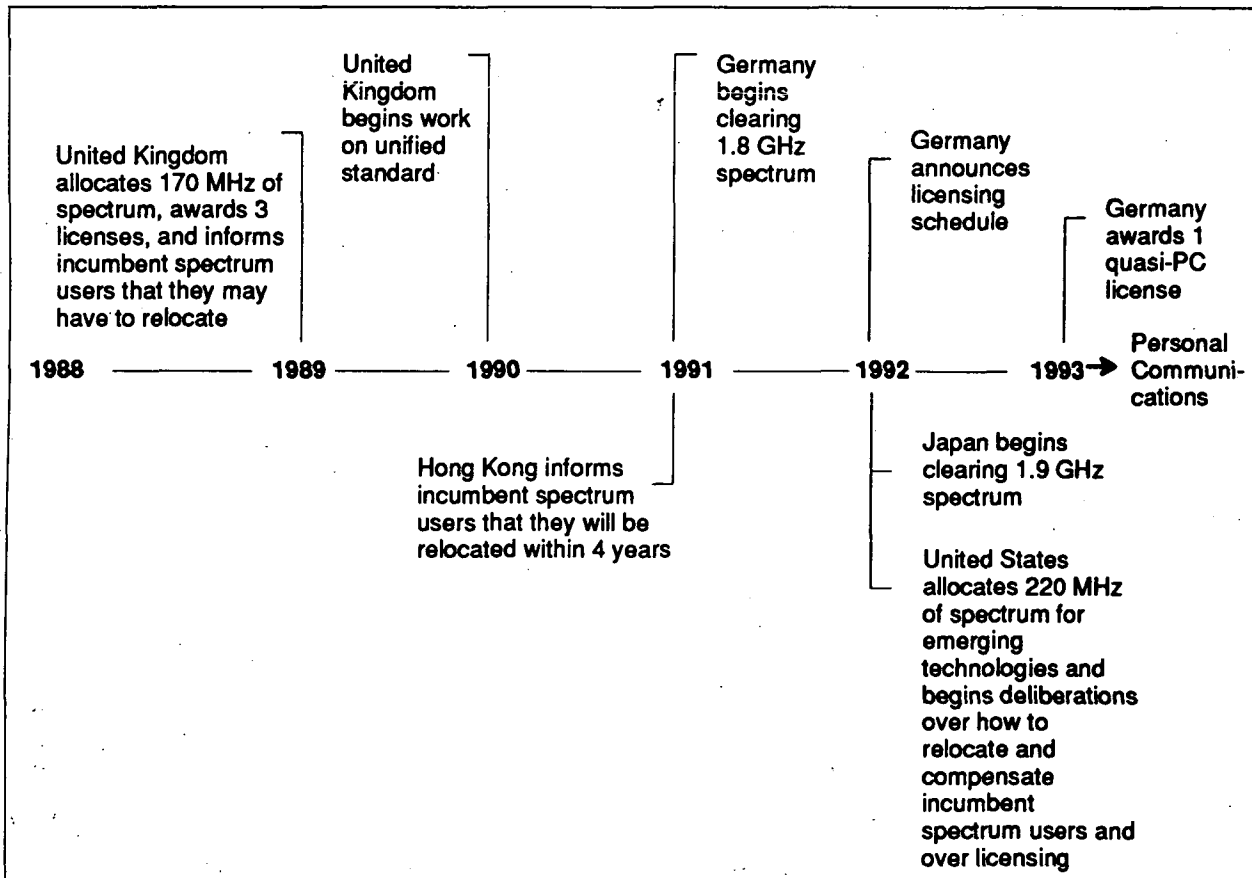 United Kingdom
allocates 170 MHz of
spectrum, awards 3
licenses, and informs
incumbent spectrum
users that they may
have to relocate
United
Kingdom
begins work
on unified
standard
Germany
begins
clearing
1.8 GHz
spectrum
Germany
announces
licensing
schedule
Germany
awards 1
quasi-PC
license
1988
1989
1990
1991
1992
1993
Personal
Communi-
cations
Hong Kong informs
incumbent spectrum
users that they will be
relocated within 4 years
Japan begins
clearing 1.9 GHz
spectrum
United States
allocates 220 MHz
of spectrum for
emerging
technologies and
begins deliberations
over how to
relocate and
compensate
incumbent
spectrum users and
over licensing